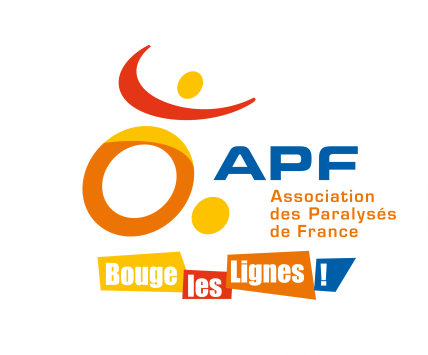 APF
Association
des Paralysés
de France
Bouge les Lignes !